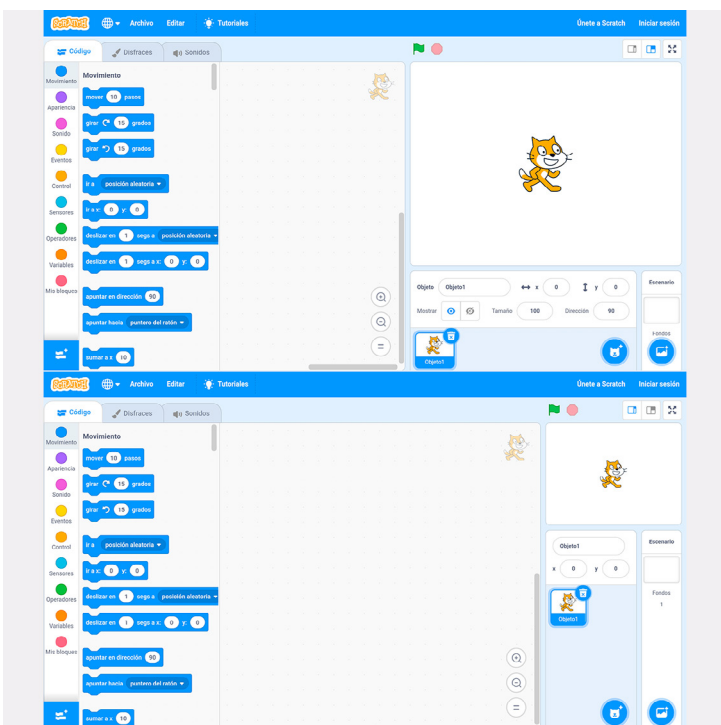 SCRATCH Archivo Editar Tutoriales Únete a Scratch Iniciar sesión
Código Disfraces Sonidos
Movimiento
Movimiento
mover 10 pasos
Apariencia
girar 15 grados
Sonido
girar 15 grados
Eventos
Control
ir a posición aleatoria
Sensores
ir a x: 0 y: 0
Operadores
deslizar en 1 segs a posición aleatoria
Variables
deslizar en 1 segs a x: 0 y: 0
Mis bloques
apuntar en dirección 90
apuntar hacia puntero del ratón
sumar a x 10
Objeto Objeto1 x 0 y 0
Mostrar Tamaño 100 Dirección 90
Objeto1
Escenario
Fondos
SCRATCH Archivo Editar Tutoriales Únete a Scratch Iniciar sesión
Código Disfraces Sonidos
Movimiento
Movimiento
mover 10 pasos
Apariencia
girar 15 grados
Sonido
girar 15 grados
Eventos
Control
ir a posición aleatoria
Sensores
ir a x: 0 y: 0
Operadores
deslizar en 1 segs a posición aleatoria
Variables
deslizar en 1 segs a x: 0 y: 0
Mis bloques
apuntar en dirección 90
apuntar hacia puntero del ratón
sumar a x 10
Objeto1
x 0 y 0
Objeto1
Escenario
Fondos
1